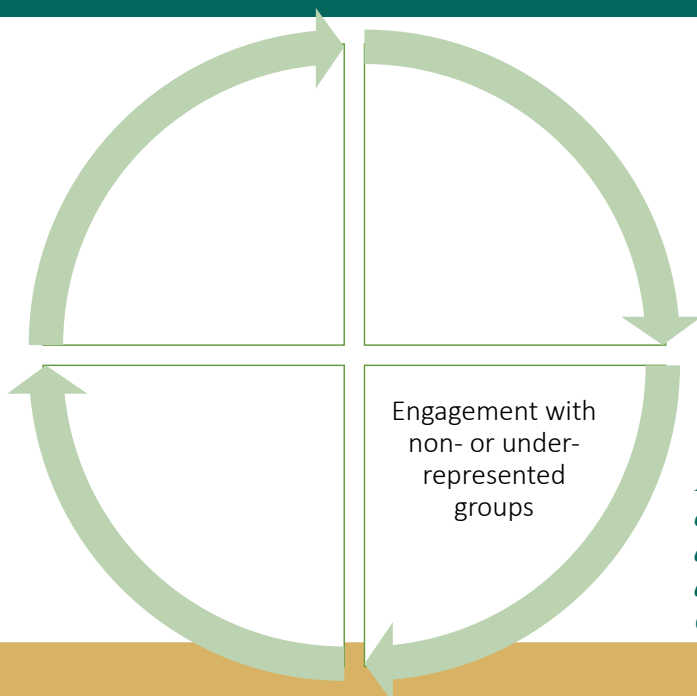 Engagement with
non- or under-
represented
groups